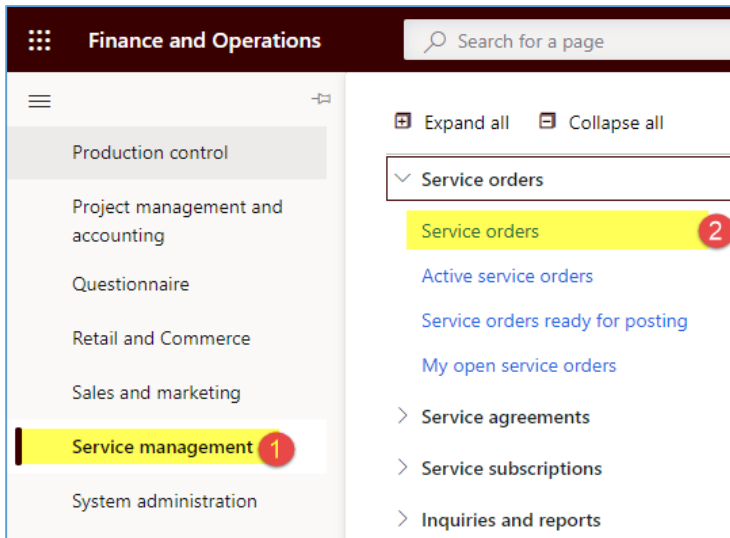 Finance and Operations
Search for a page
Expand all
Collapse all
Production control
Project management and
accounting
Questionnaire
Retail and Commerce
Sales and marketing
Service management 1
System administration
Service orders
Service orders 2
Active service orders
Service orders ready for posting
My open service orders
Service agreements
Service subscriptions
Inquiries and reports